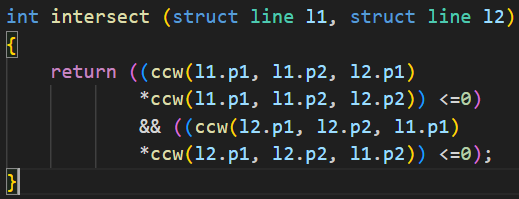 int intersect (struct line l1, struct line l2)
{
    return ((ccw(l1.p1, l1.p2, l2.p1)
            *ccw(l1.p1, l1.p2, l2.p2)) <=0)
            && ((ccw(l2.p1, l2.p2, l1.p1)
            *ccw(l2.p1, l2.p2, l1.p2)) <=0);
}